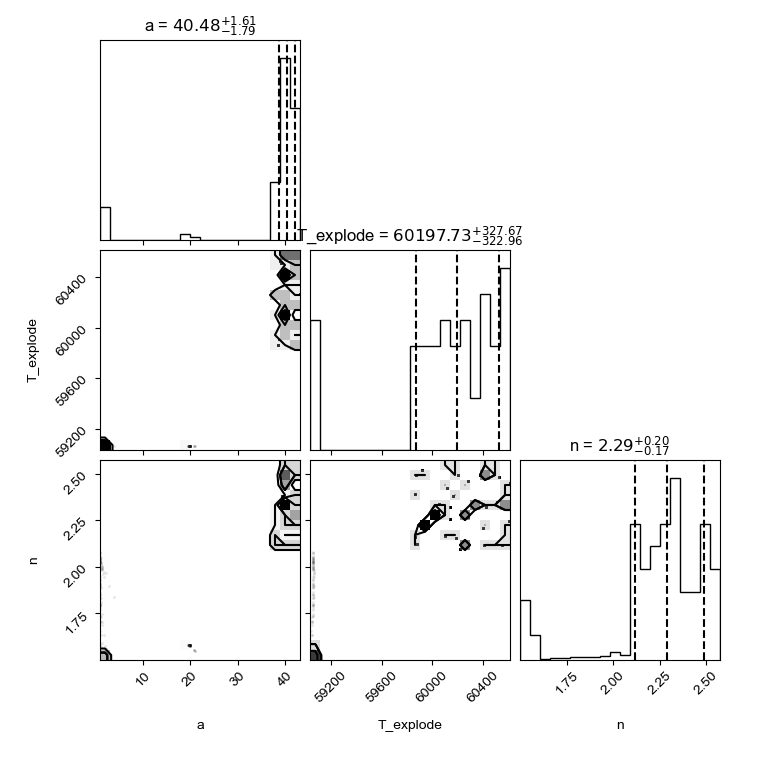 a = 40.48+1.61−1.79
T_explode = 60197.73+327.67−322.96
60400
60000
59600
59200
T_explode
n = 2.29+0.20−0.17
2.50
2.25
2.00
1.75
n
10 20 30 40
a
59200 59600 60000 60400
T_explode
1.75 2.00 2.25 2.50
n